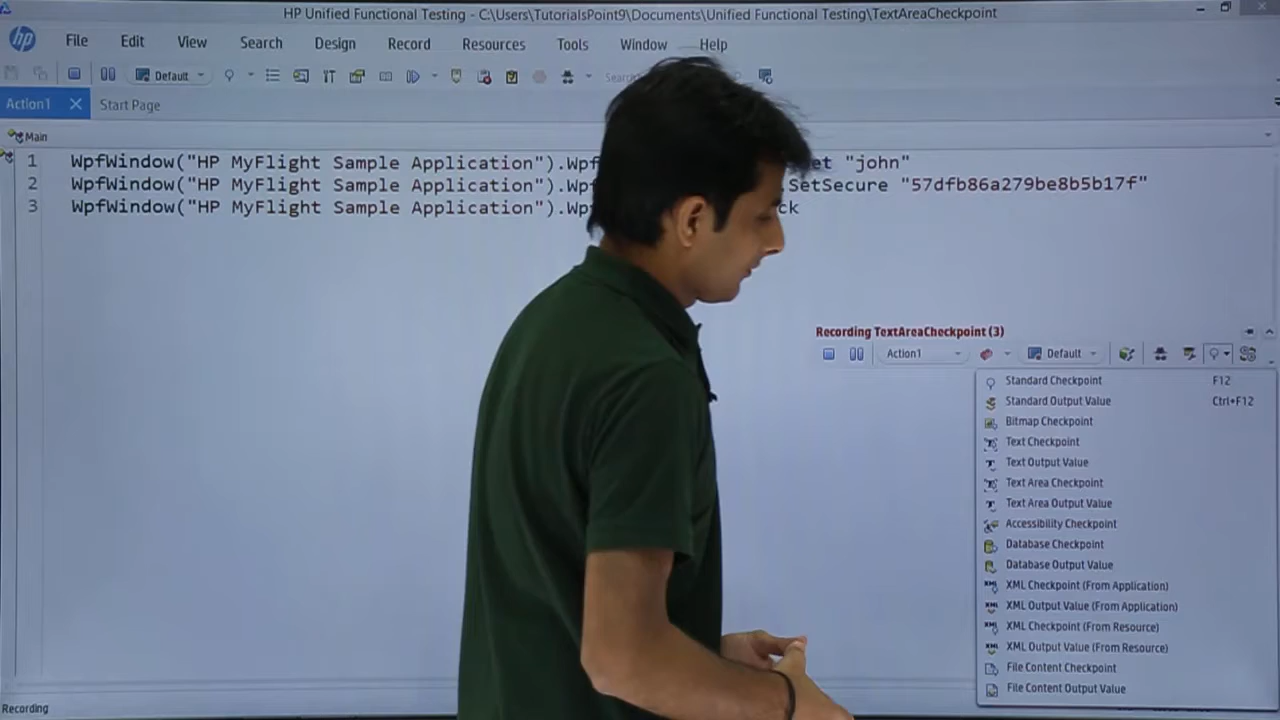 HP Unified Functional Testing - C:\Users\TutorialsPoint9\Documents\Unified Functional Testing\TextAreaCheckpoint
hp File Edit View Search Design Record Resources Tools Window Help
Default Search
Action1 Start Page
Main
1 WpfWindow("HP MyFlight Sample Application").Wpf et "john"
2 WpfWindow("HP MyFlight Sample Application").Wpf .SetSecure "57dfb86a279be8b5b17f"
3 WpfWindow("HP MyFlight Sample Application").Wp ck
Recording TextAreaCheckpoint (3)
Action1 Default
Standard Checkpoint F12
Standard Output Value Ctrl+F12
Bitmap Checkpoint
Text Checkpoint
Text Output Value
Text Area Checkpoint
Text Area Output Value
Accessibility Checkpoint
Database Checkpoint
Database Output Value
XML Checkpoint (From Application)
XML Output Value (From Application)
XML Checkpoint (From Resource)
XML Output Value (From Resource)
File Content Checkpoint
File Content Output Value
Recording